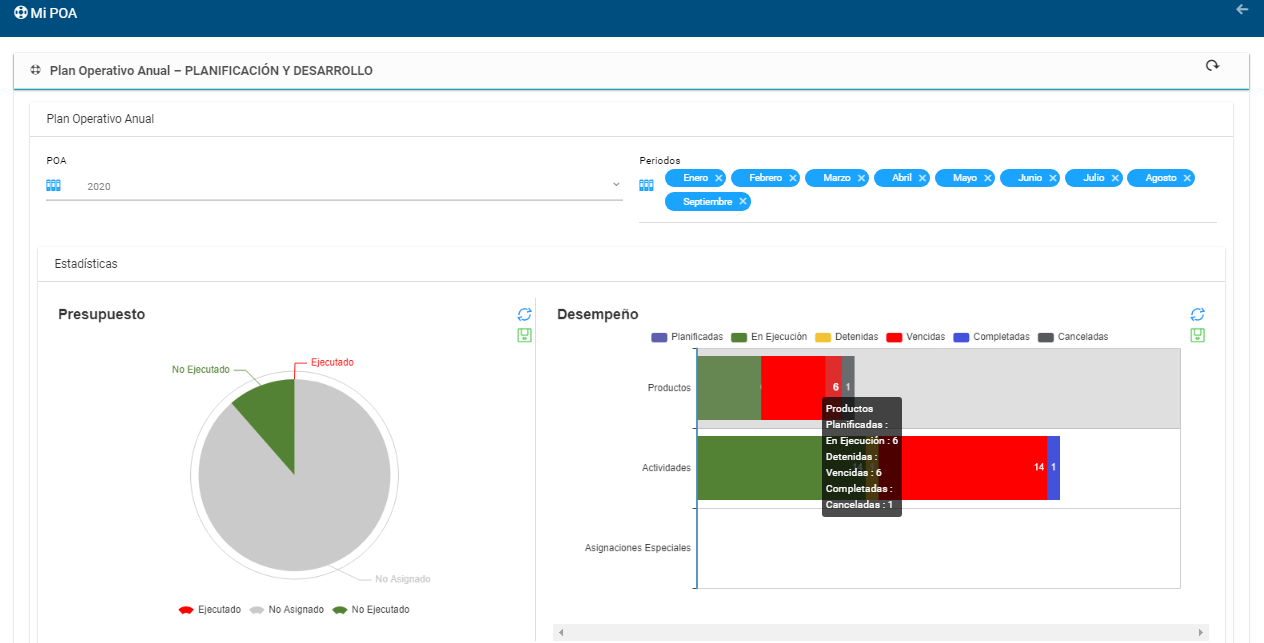 Mi POA
Plan Operativo Anual – PLANIFICACIÓN Y DESARROLLO
Plan Operativo Anual
POA
2020
Periodos
Enero Febrero Marzo Abril Mayo Junio Julio Agosto
Septiembre
Estadísticas
Presupuesto
No Ejecutado
Ejecutado
No Asignado
Ejecutado No Asignado No Ejecutado
Desempeño
Planificadas En Ejecución Detenidas Vencidas Completadas Canceladas
Productos
6 1
Actividades
14 1
Asignaciones Especiales
Productos
Planificadas :
En Ejecución : 6
Detenidas :
Vencidas : 6
Completadas :
Canceladas : 1